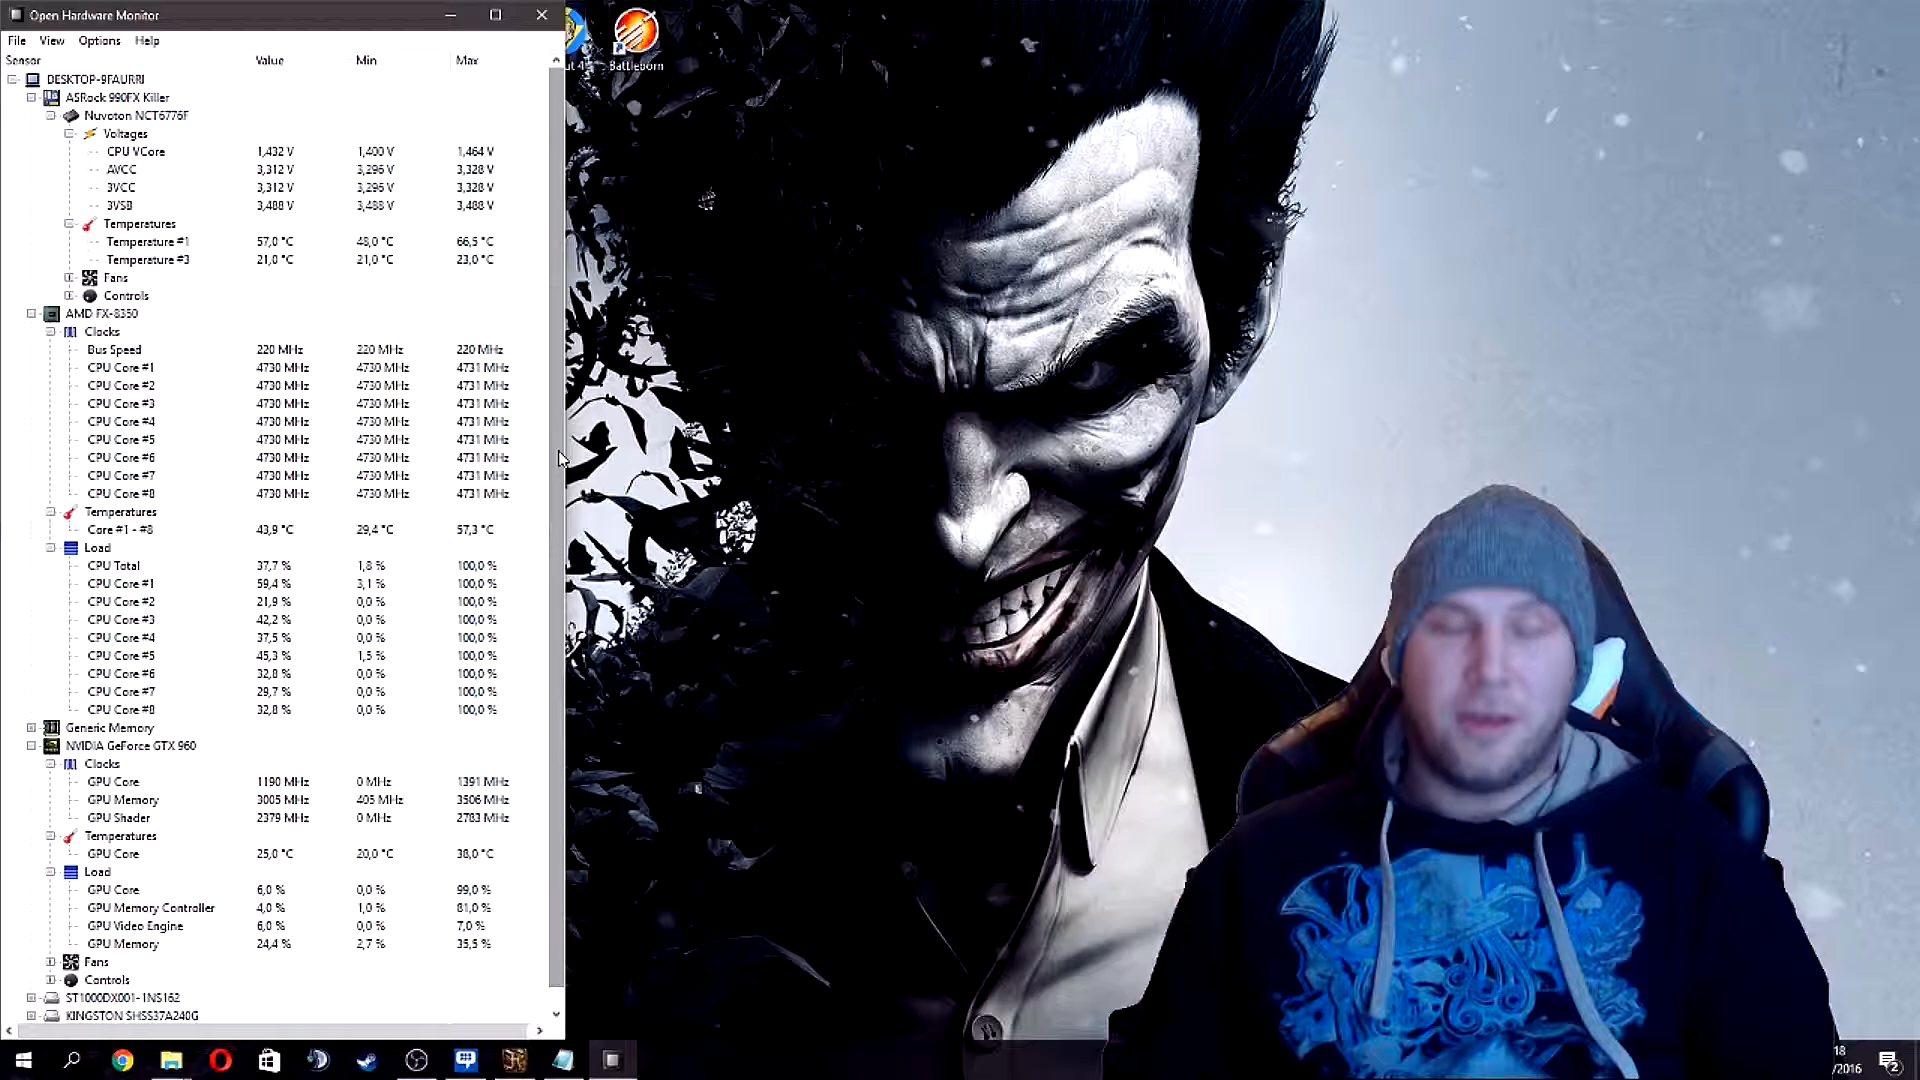 Open Hardware Monitor
File View Options Help
Sensor Value Min Max
DESKTOP-9FAURRI
ASRock 990FX Killer
Nuvoton NCT6776F
Voltages
CPU VCore 1,432 V 1,400 V 1,464 V
AVCC 3,312 V 3,296 V 3,328 V
3VCC 3,312 V 3,296 V 3,328 V
3VSB 3,488 V 3,488 V 3,488 V
Temperatures
Temperature #1 57,0 °C 48,0 °C 66,5 °C
Temperature #3 21,0 °C 21,0 °C 23,0 °C
Fans
Controls
AMD FX-8350
Clocks
Bus Speed 220 MHz 220 MHz 220 MHz
CPU Core #1 4730 MHz 4730 MHz 4731 MHz
CPU Core #2 4730 MHz 4730 MHz 4731 MHz
CPU Core #3 4730 MHz 4730 MHz 4731 MHz
CPU Core #4 4730 MHz 4730 MHz 4731 MHz
CPU Core #5 4730 MHz 4730 MHz 4731 MHz
CPU Core #6 4730 MHz 4730 MHz 4731 MHz
CPU Core #7 4730 MHz 4730 MHz 4731 MHz
CPU Core #8 4730 MHz 4730 MHz 4731 MHz
Temperatures
Core #1 - #8 43,9 °C 29,4 °C 57,3 °C
Load
CPU Total 37,7 % 1,8 % 100,0 %
CPU Core #1 59,4 % 3,1 % 100,0 %
CPU Core #2 21,9 % 0,0 % 100,0 %
CPU Core #3 42,2 % 0,0 % 100,0 %
CPU Core #4 37,5 % 0,0 % 100,0 %
CPU Core #5 45,3 % 1,5 % 100,0 %
CPU Core #6 32,8 % 0,0 % 100,0 %
CPU Core #7 29,7 % 0,0 % 100,0 %
CPU Core #8 32,8 % 0,0 % 100,0 %
Generic Memory
NVIDIA GeForce GTX 960
Clocks
GPU Core 1190 MHz 0 MHz 1391 MHz
GPU Memory 3005 MHz 405 MHz 3506 MHz
GPU Shader 2379 MHz 0 MHz 2783 MHz
Temperatures
GPU Core 25,0 °C 20,0 °C 38,0 °C
Load
GPU Core 6,0 % 0,0 % 99,0 %
GPU Memory Controller 4,0 % 1,0 % 81,0 %
GPU Video Engine 6,0 % 0,0 % 7,0 %
GPU Memory 24,4 % 2,7 % 35,5 %
Fans
Controls
ST1000DX001-1NS162
KINGSTON SHSS37A240G
ut 4
Battleborn
18
/2016
2